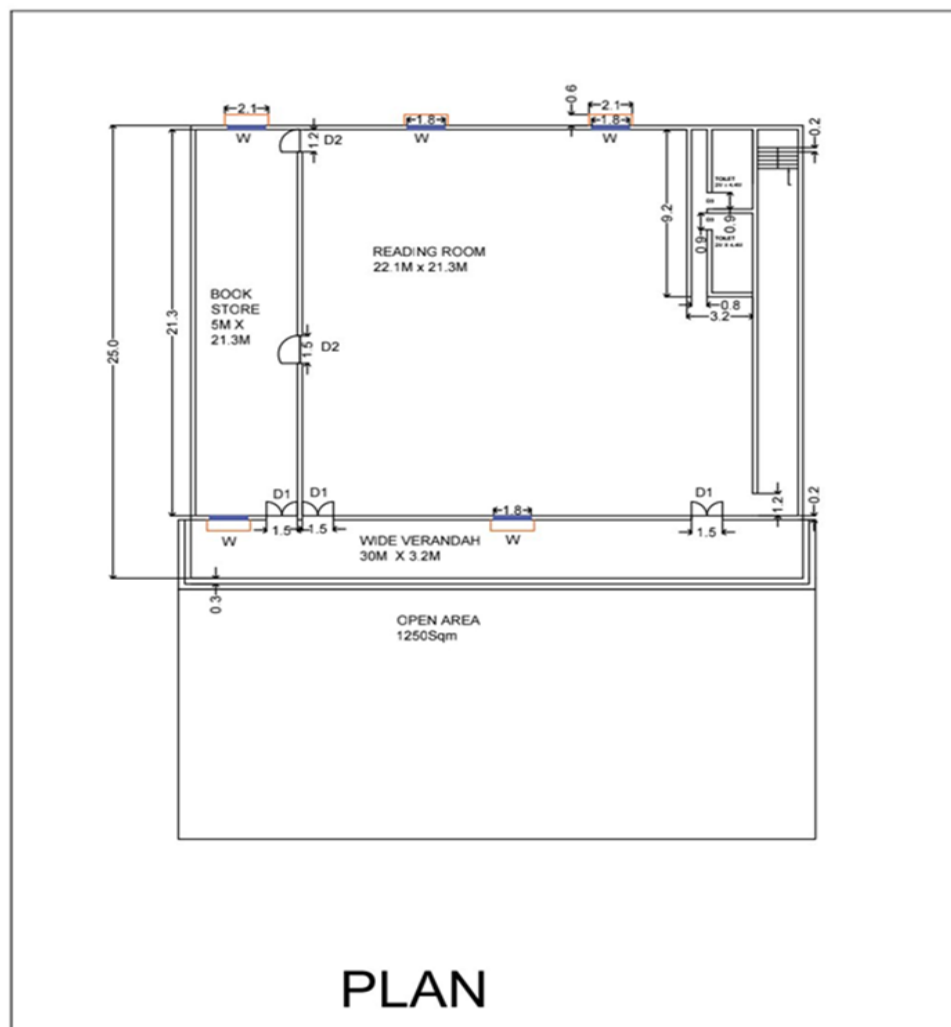 2.1
0.6
2.1
1.8
1.8
0.2
W
1.2
D2
W
W
TOILET
9.2
0.9
READING ROOM
22.1M x 21.3M
0.9
TOILET
BOOK
STORE
5M X
21.3M
0.8
3.2
21.3
25.0
1.5
D2
D1
D1
D1
1.2
0.2
1.8
1.5
1.5
1.5
W
WIDE VERANDAH
30M X 3.2M
W
0.3
OPEN AREA
1250Sqm
PLAN